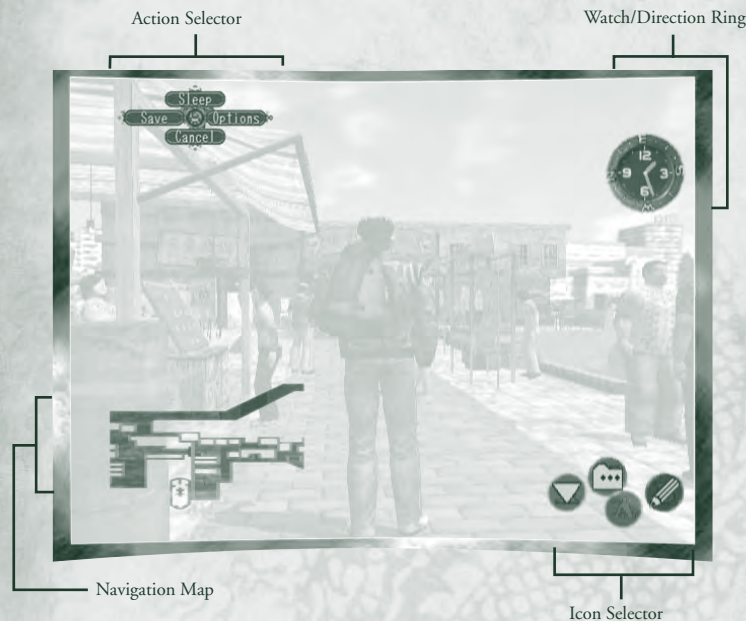 Action Selector
Watch/Direction Ring
Sleep
Save
Options
Cancel
E
12
N
9
3
S
6
W
A
Navigation Map
Icon Selector